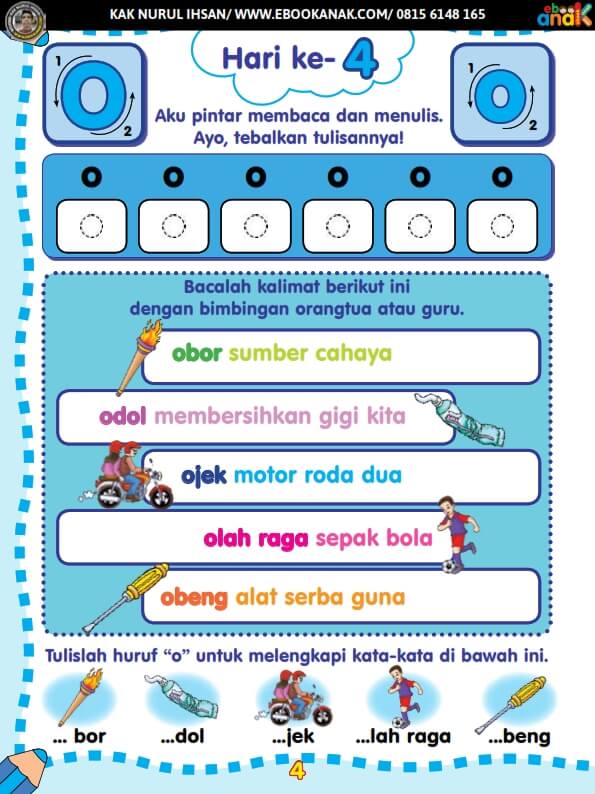 KAK NURUL IHSAN/ WWW.EBOOKANAK.COM/ 0815 6148 165
ebo
anak
Hari ke- 4
1 o 2
1 o 2
Aku pintar membaca dan menulis.
Ayo, tebalkan tulisannya!
o o o o o o
o o o o o o
Bacalah kalimat berikut ini
dengan bimbingan orangtua atau guru.
obor sumber cahaya
odol membersihkan gigi kita
ojek motor roda dua
olah raga sepak bola
obeng alat serba guna
Tulislah huruf “o” untuk melengkapi kata-kata di bawah ini.
... bor ...dol ...jek ...lah raga ...beng
4